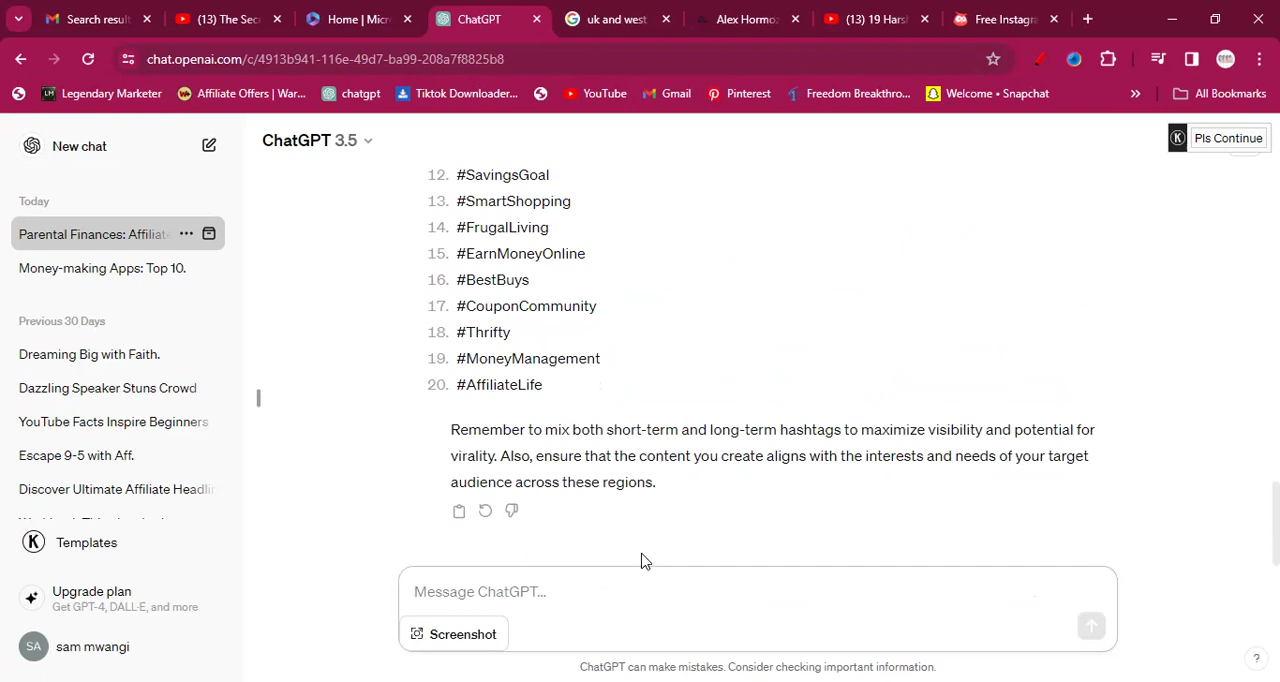 Search result
(13) The Sec
Home | Micr
ChatGPT
uk and west
Alex Hormo
(13) 19 Harsh
Free Instagra
chat.openai.com/c/4913b941-116e-49d7-ba99-208a7f8825b8
Legendary Marketer
Affiliate Offers | War...
chatgpt
Tiktok Downloader...
YouTube
Gmail
Pinterest
Freedom Breakthro...
Welcome • Snapchat
»
All Bookmarks
New chat
ChatGPT 3.5
Pls Continue
Today
Parental Finances: Affiliat
Money-making Apps: Top 10.
Previous 30 Days
Dreaming Big with Faith.
Dazzling Speaker Stuns Crowd
YouTube Facts Inspire Beginners
Escape 9-5 with Aff.
Discover Ultimate Affiliate Headli
Templates
Upgrade plan
Get GPT-4, DALL·E, and more
SA sam mwangi
12. #SavingsGoal
13. #SmartShopping
14. #FrugalLiving
15. #EarnMoneyOnline
16. #BestBuys
17. #CouponCommunity
18. #Thrifty
19. #MoneyManagement
20. #AffiliateLife
Remember to mix both short-term and long-term hashtags to maximize visibility and potential for
virality. Also, ensure that the content you create aligns with the interests and needs of your target
audience across these regions.
Message ChatGPT...
Screenshot
ChatGPT can make mistakes. Consider checking important information.
?